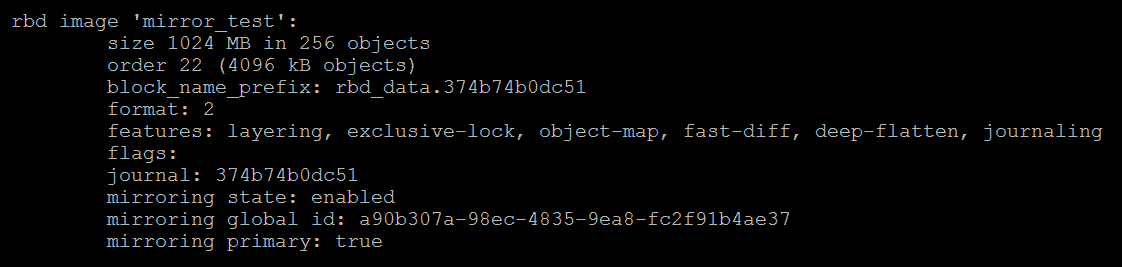 rbd image 'mirror_test':
size 1024 MB in 256 objects
order 22 (4096 kB objects)
block_name_prefix: rbd_data.374b74b0dc51
format: 2
features: layering, exclusive-lock, object-map, fast-diff, deep-flatten, journaling
flags:
journal: 374b74b0dc51
mirroring state: enabled
mirroring global id: a90b307a-98ec-4835-9ea8-fc2f91b4ae37
mirroring primary: true